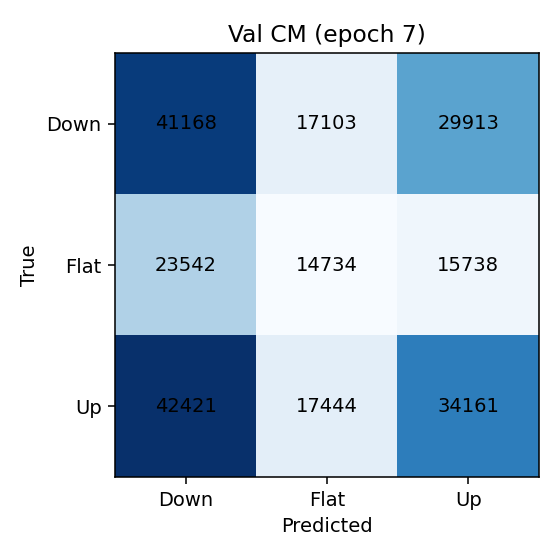 Val CM (epoch 7)
Down 41168 17103 29913
Flat 23542 14734 15738
Up 42421 17444 34161
Down Flat Up
Predicted
True